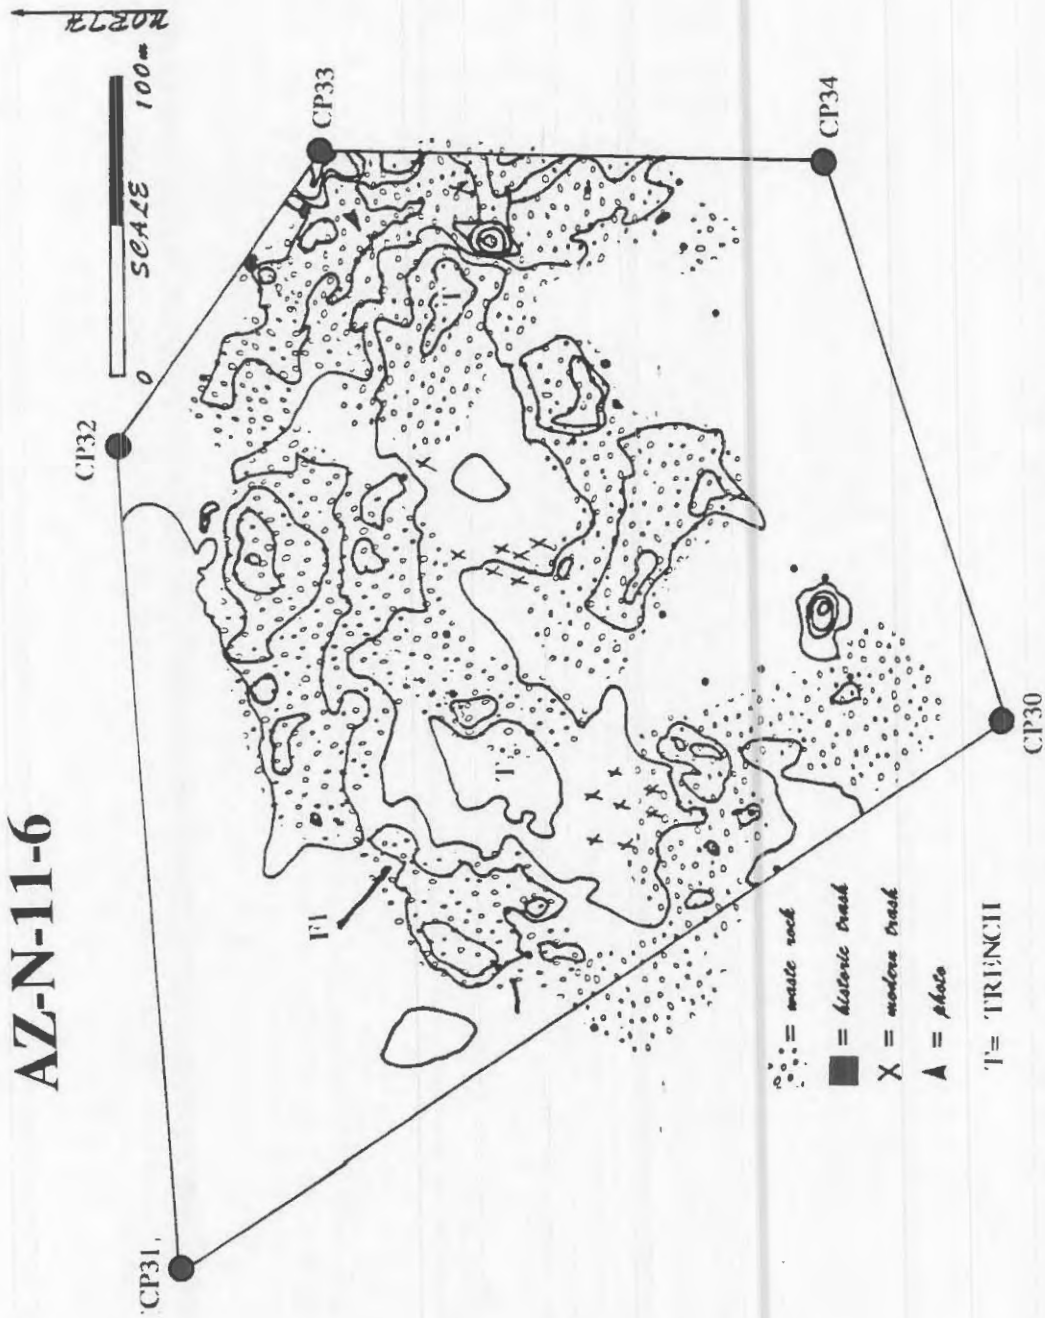 AZ-N-11-6
NORTH
0 SCALE 100m
CP31
CP32
CP33
CP34
CP30
F1
T
T
= waste rock
= historic trash
X = modern trash
= photo
T= TRENCH